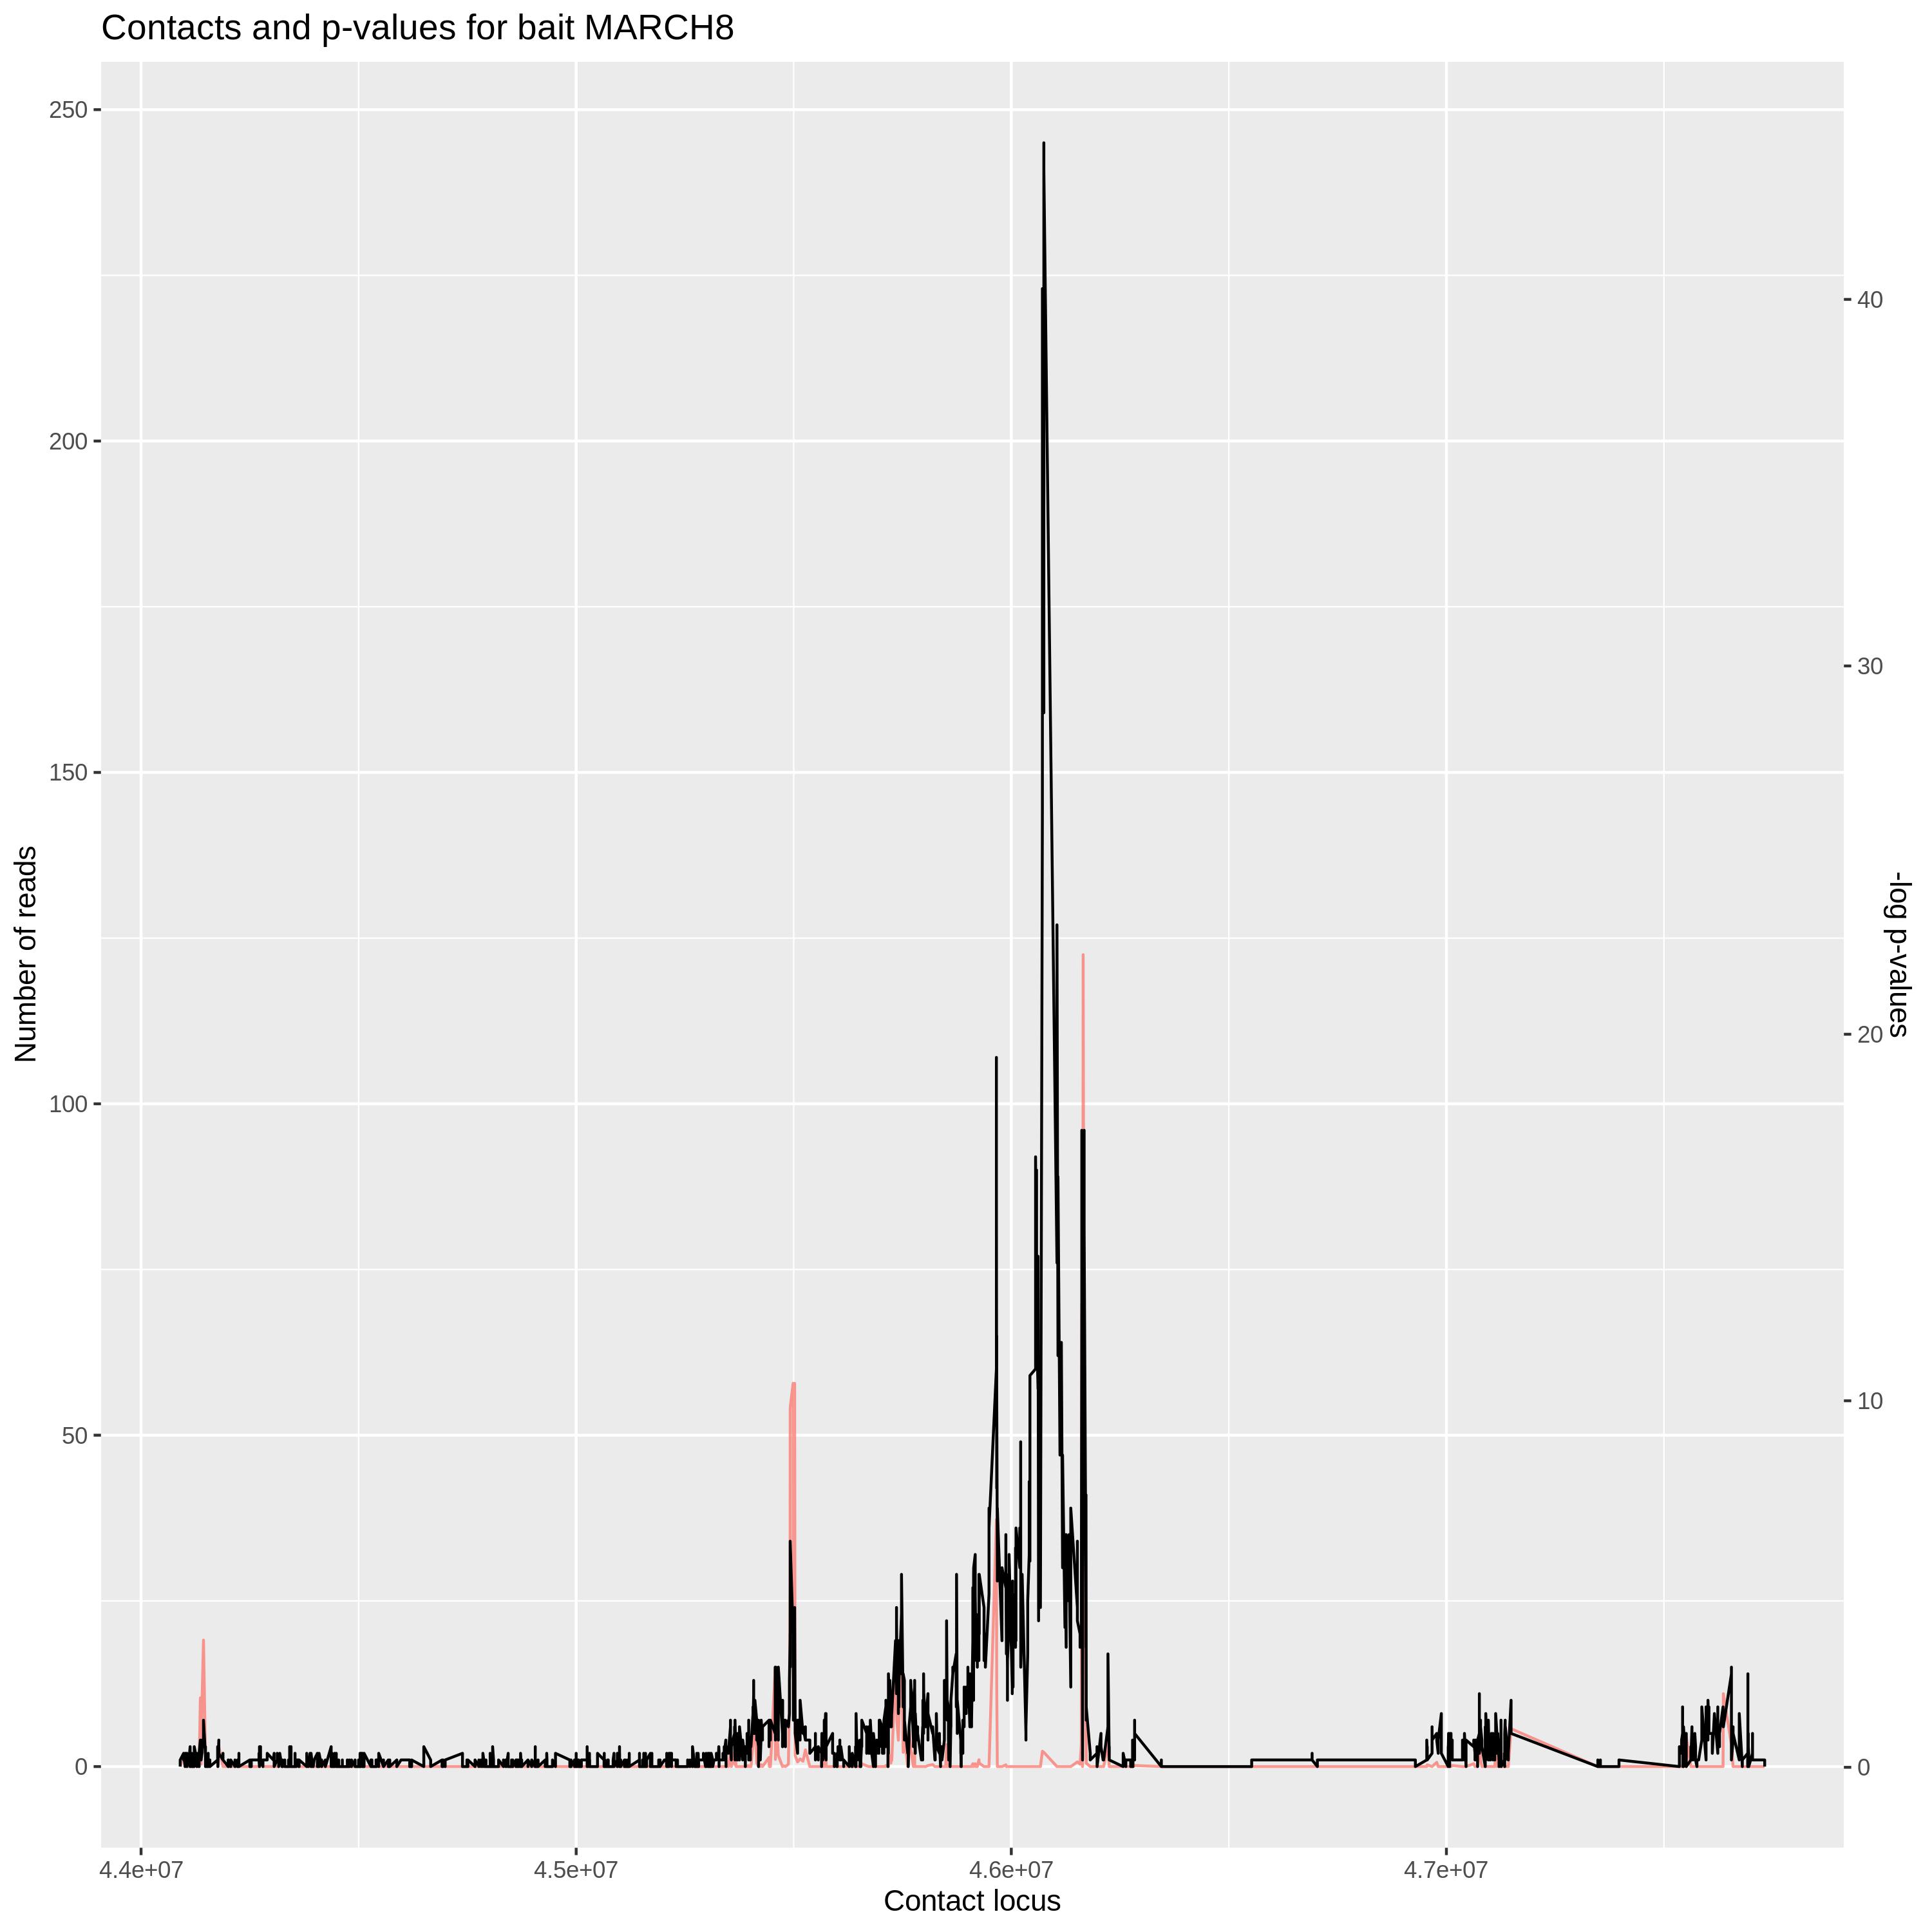 Contacts and p-values for bait MARCH8
250
200
150
100
50
0
Number of reads
40
30
20
10
0
-log p-values
4.4e+07
4.5e+07
4.6e+07
4.7e+07
Contact locus